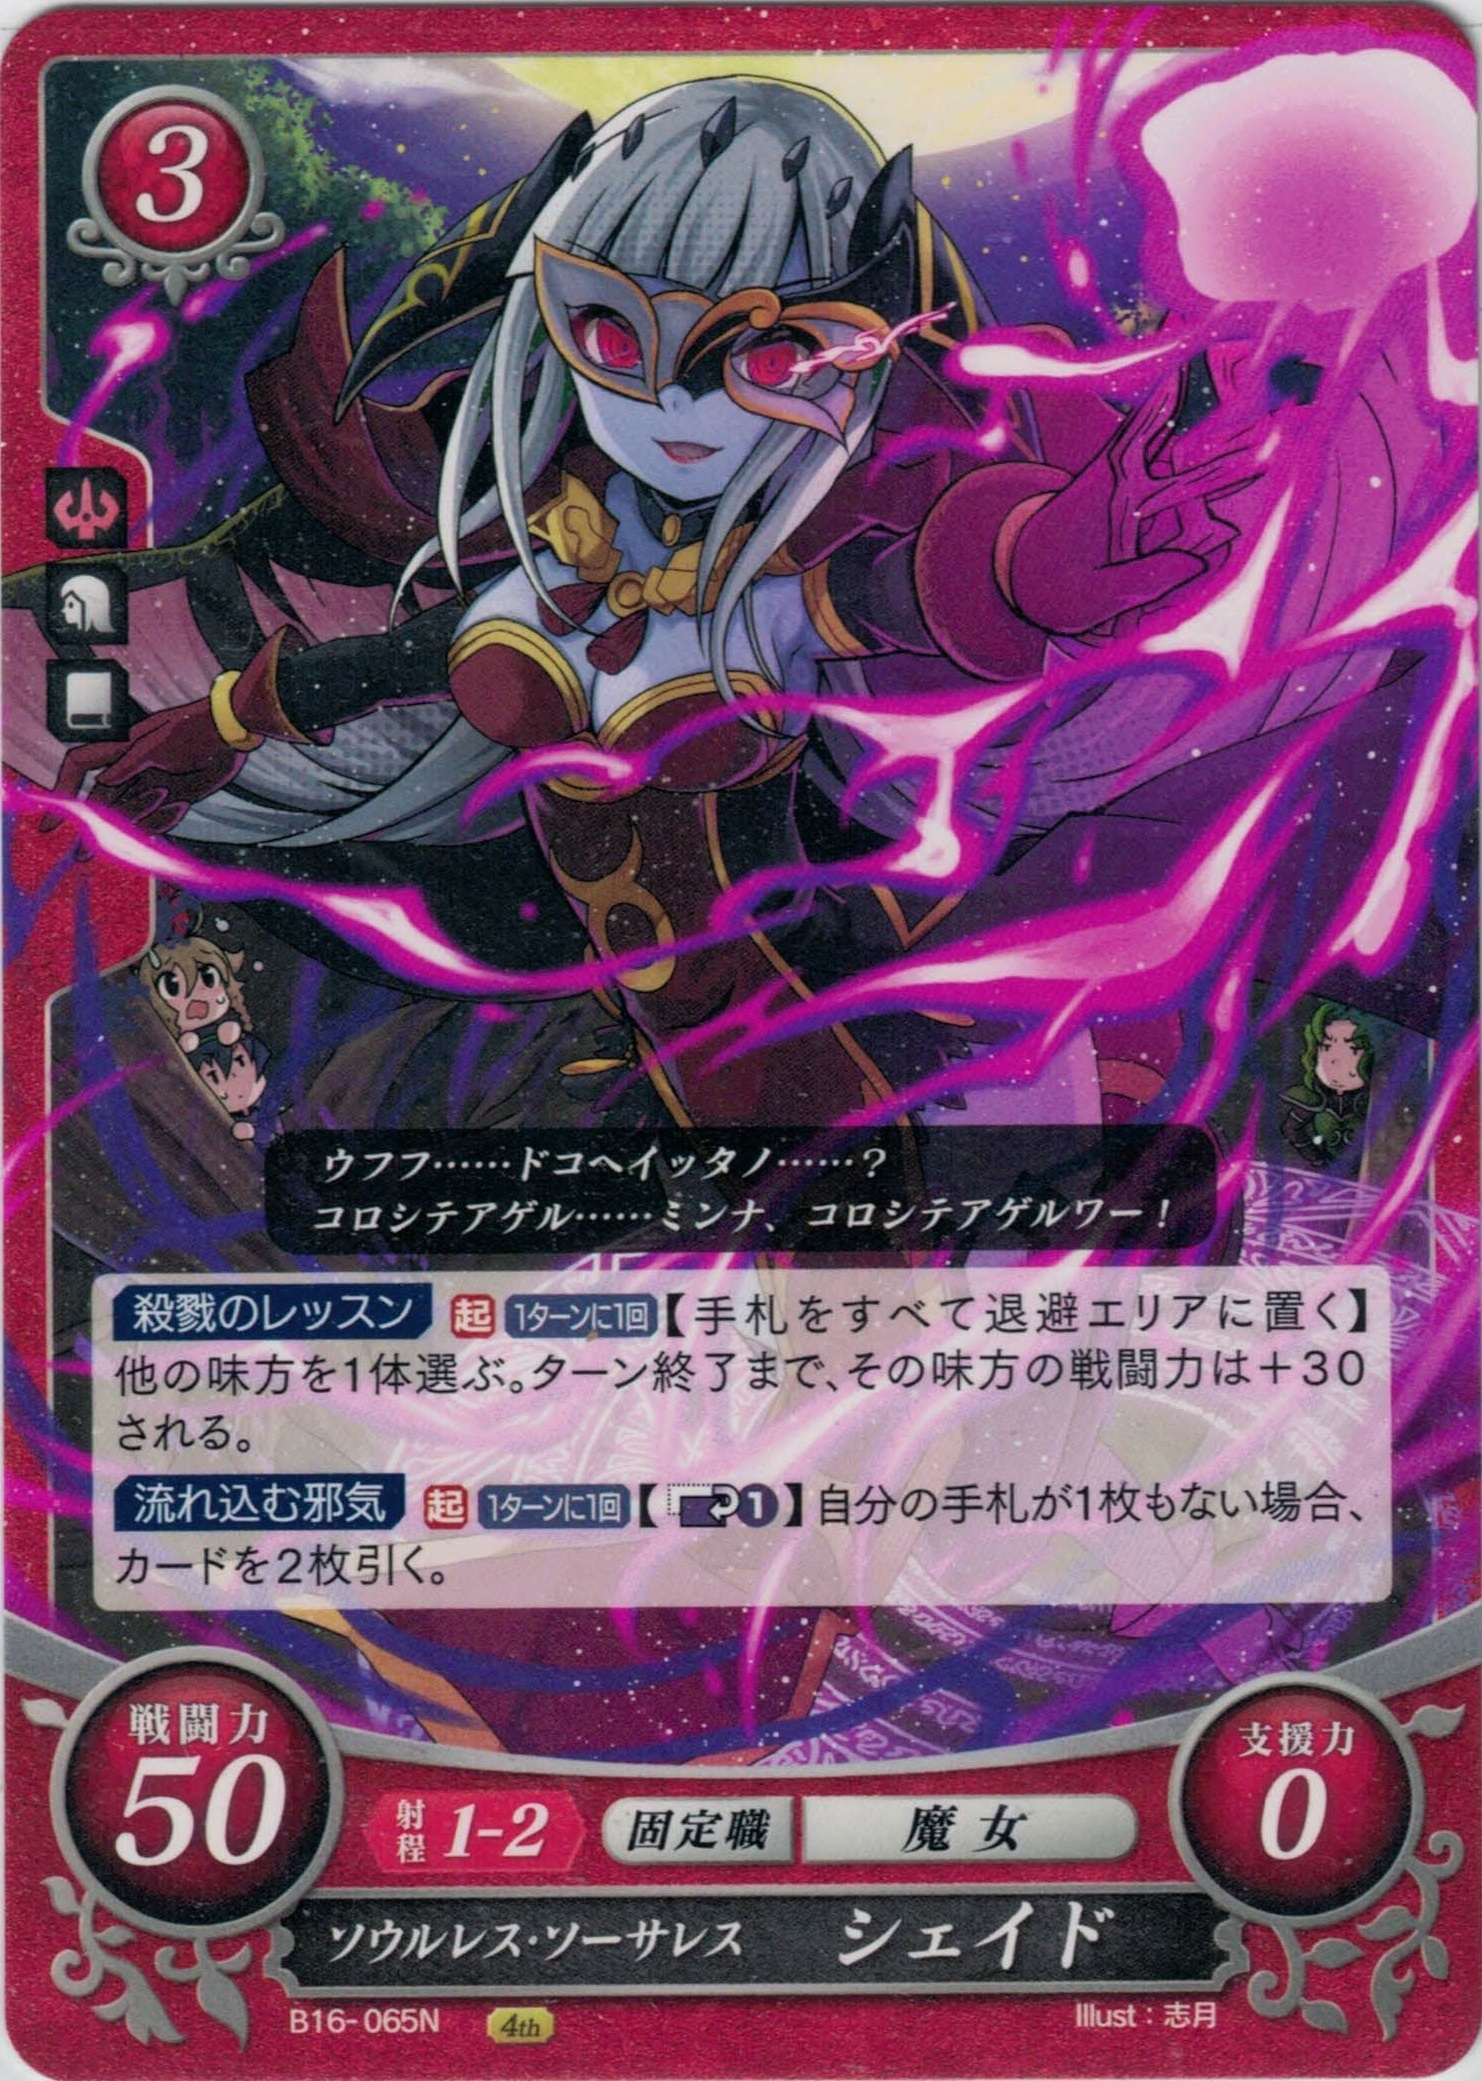 3
ウフフ……ドコヘイッタノ……？
コロシテアゲル……ミンナ、コロシテアゲルワー！
殺戮のレッスン 起 1ターンに1回【手札をすべて退避エリアに置く】
他の味方を1体選ぶ。ターン終了まで、その味方の戦闘力は＋30
される。
流れ込む邪気 起 1ターンに1回【1】自分の手札が1枚もない場合、
カードを2枚引く。
戦闘力
50
射程 1-2
固定職 魔女
支援力
0
ソウルレス・ソーサレス シェイド
B16-065N 4th
Illust：志月